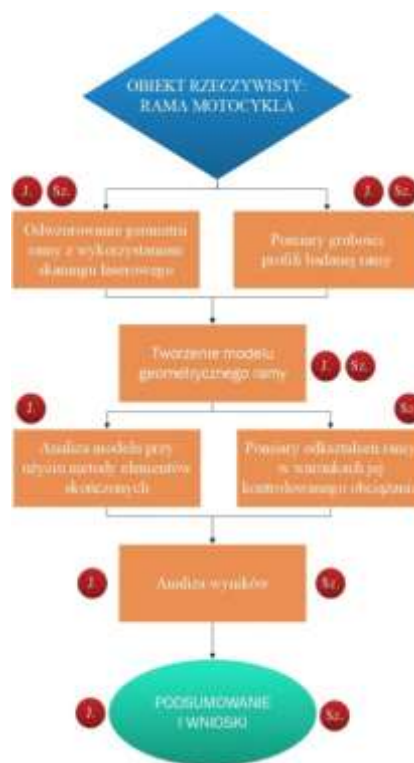 OBIEKT RZECZYWISTY:
RAMA MOTOCYKLA
J. Sz.
J. Sz.
Odwzorowanie geometrii
ramy z wykorzystaniem
skaningu laserowego
Pomiary grubości
profili badanej ramy
Tworzenie modelu
geometrycznego ramy
J. Sz.
J.
Sz.
Analiza modelu przy
użyciu metody elementów
skończonych
Pomiary odkształceń ramy
w warunkach jej
kontrolowanego obciążenia
J.
Analiza wyników
Sz.
J.
PODSUMOWANIE
I WNIOSKI
Sz.